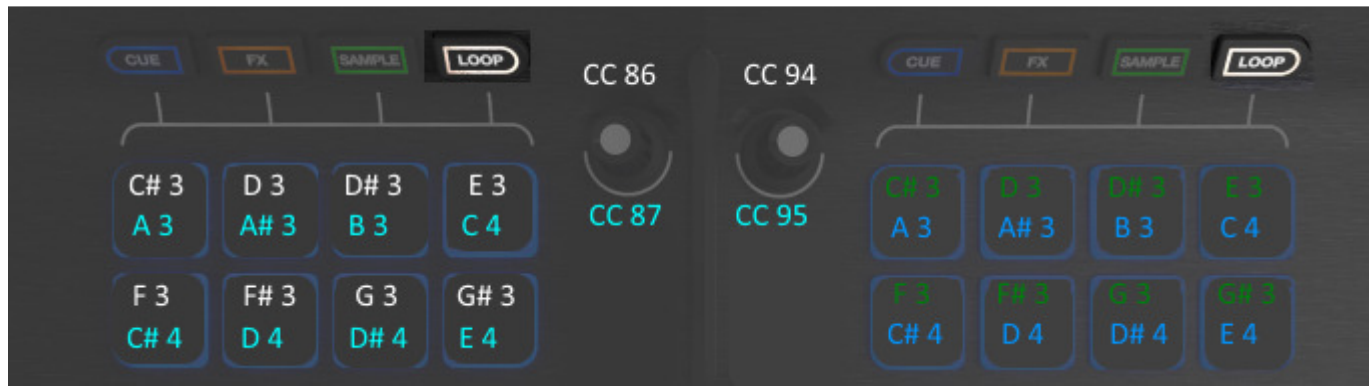 CUE FX SAMPLE LOOP
CC 86 CC 94
CUE FX SAMPLE LOOP
C# 3 D 3 D# 3 E 3
A 3 A# 3 B 3 C 4
CC 87 CC 95
C# 3 D 3 D# 3 E 3
A 3 A# 3 B 3 C 4
F 3 F# 3 G 3 G# 3
C# 4 D 4 D# 4 E 4
F 3 F# 3 G 3 G# 3
C# 4 D 4 D# 4 E 4